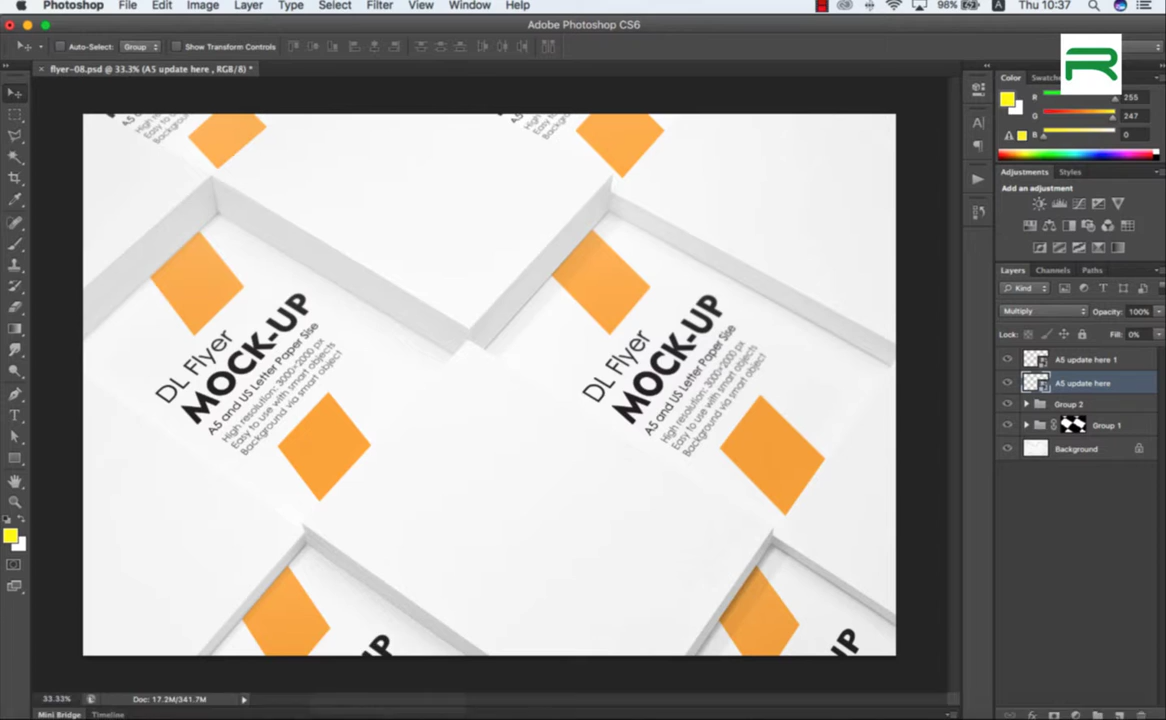 Photoshop File Edit Image Layer Type Select Filter View Window Help
98% A Thu 10:37
Adobe Photoshop CS6
Auto-Select: Group Show Transform Controls
flyer-08.psd @ 33.3% (A5 update here , RGB/8) *
R
Color Swatches
R 255
G 247
B 0
Adjustments Styles
Add an adjustment
Layers Channels Paths
Kind
Multiply Opacity: 100%
Lock: Fill: 0%
A5 update here 1
A5 update here
Group 2
Group 1
Background
DL Flyer
MOCK-UP
A5 and US Letter Paper Sise
High resolution: 3000×2000 px
Easy to use with smart objects
Background via smart object
DL Flyer
MOCK-UP
A5 and US Letter Paper Sise
High resolution: 3000×2000 px
Easy to use with smart objects
Background via smart object
33.33% Doc: 17.2M/341.7M
Mini Bridge Timeline